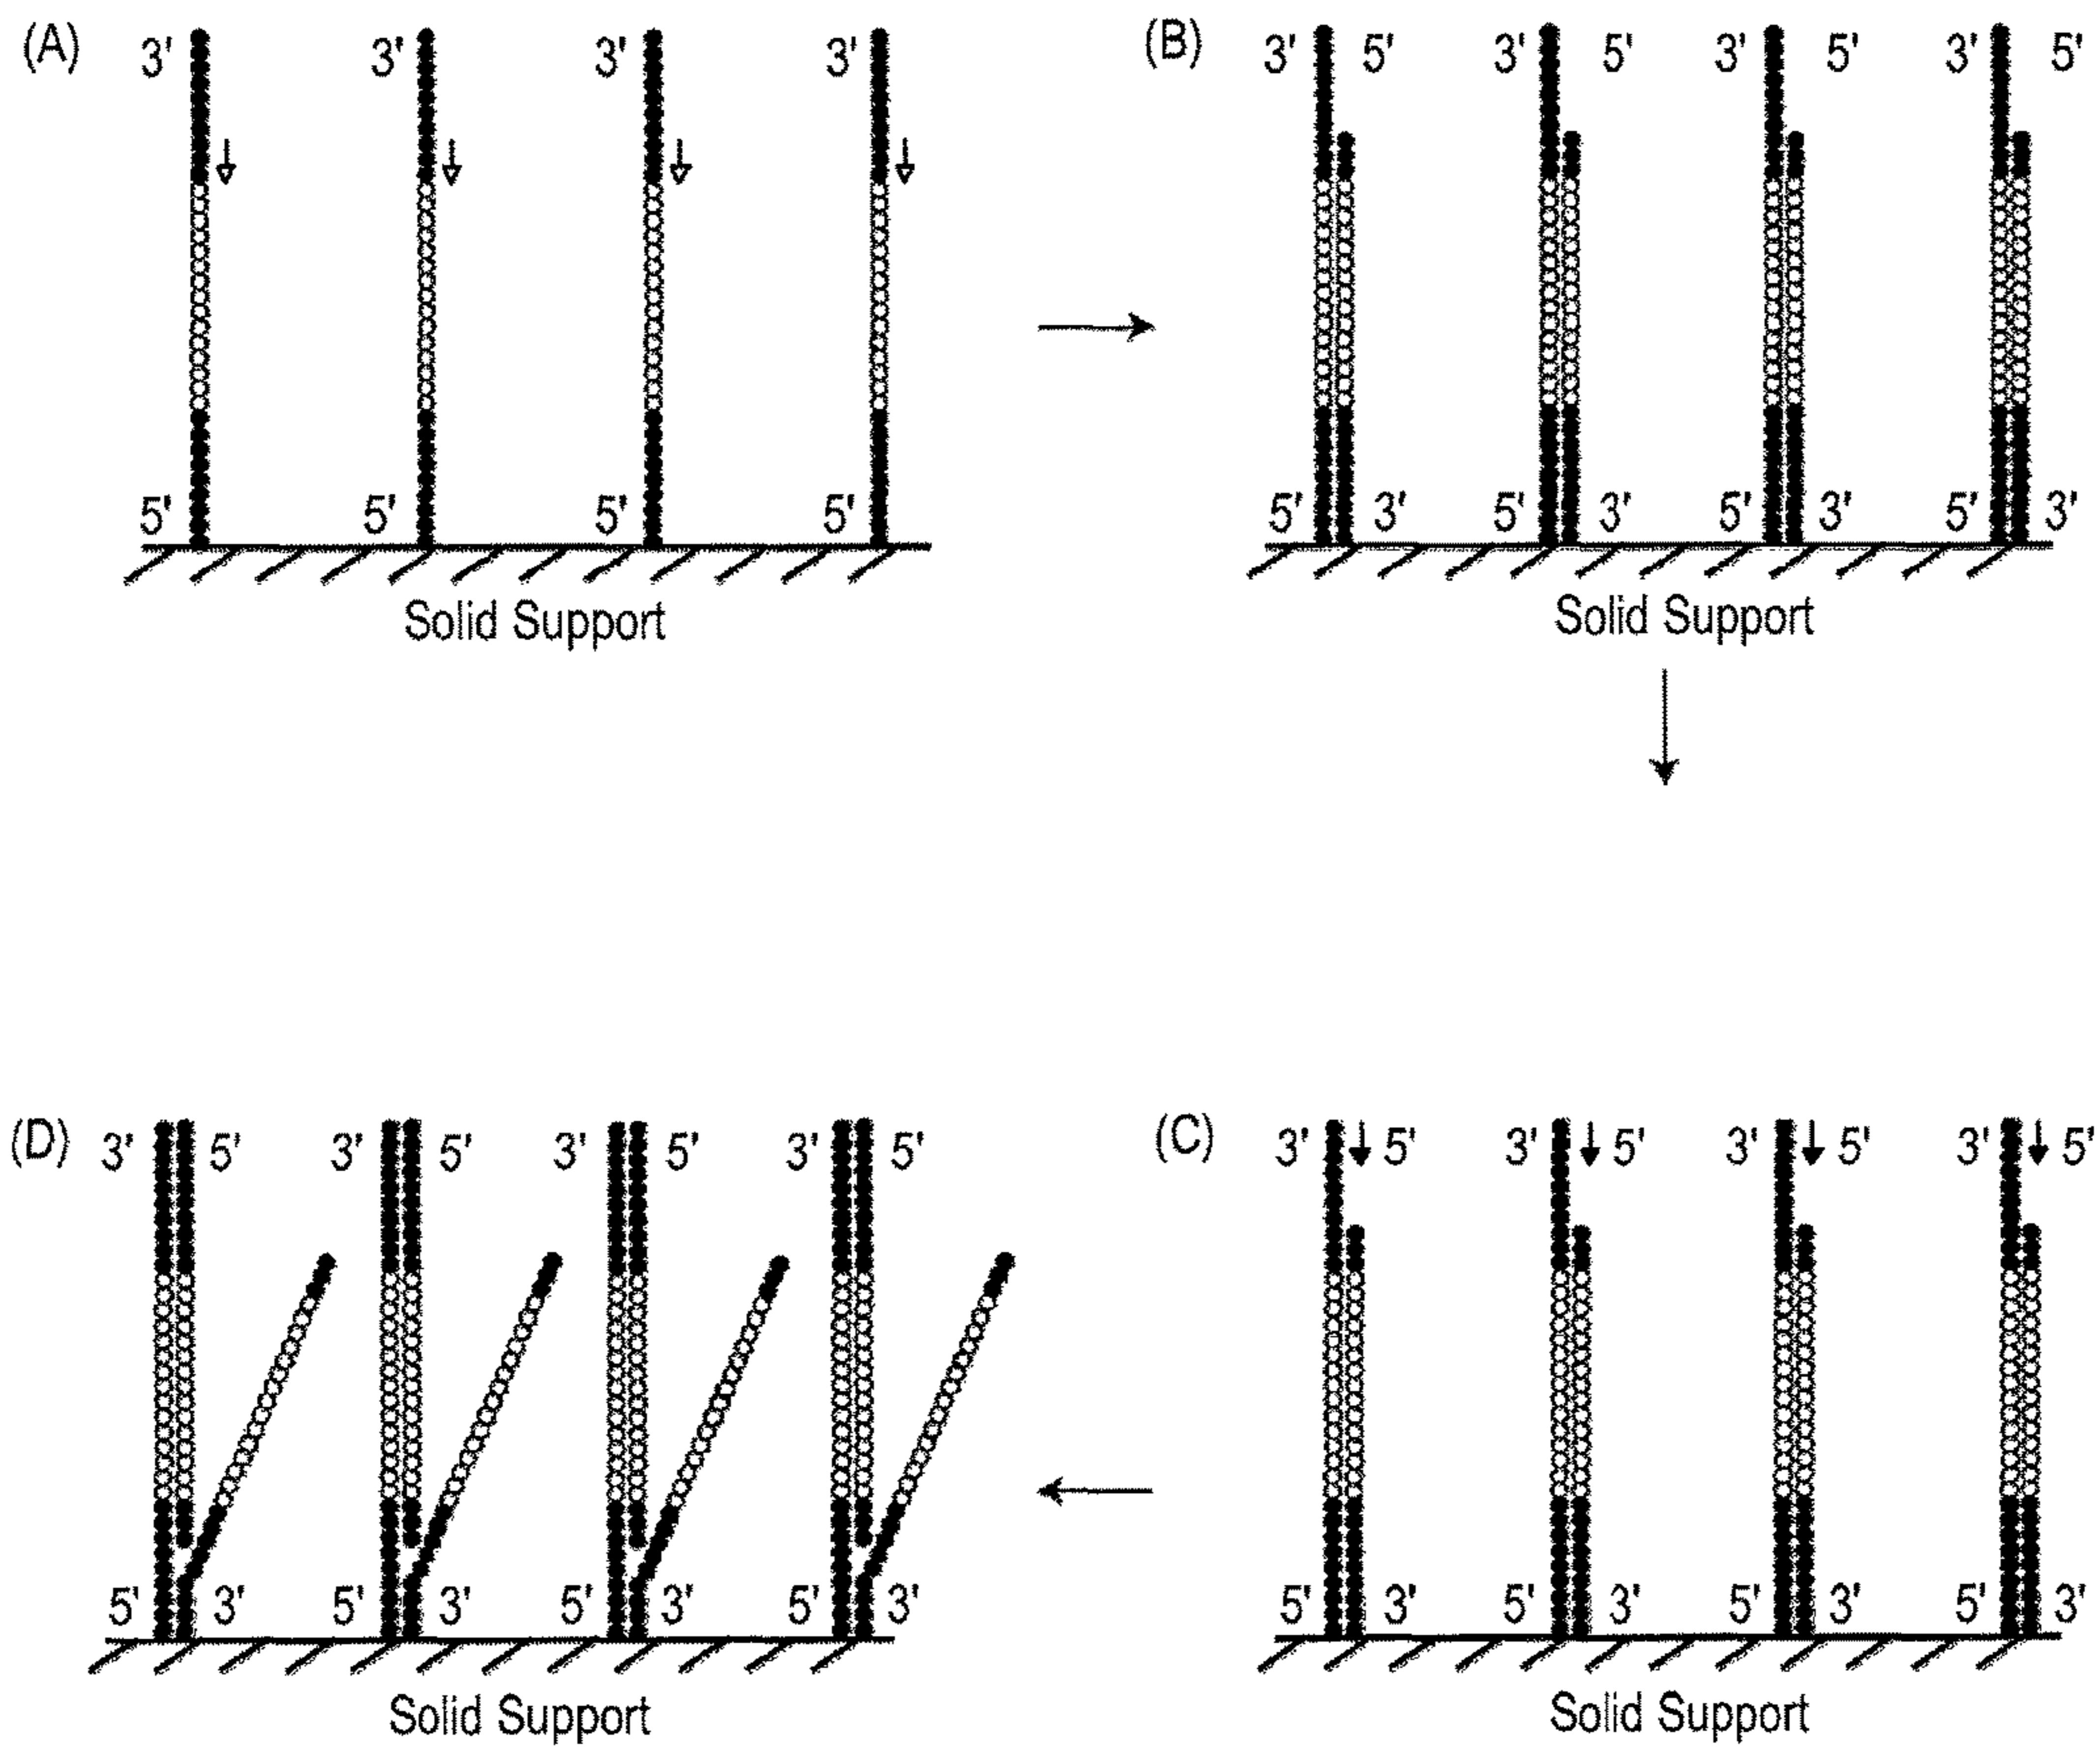 (A) 3' 3' 3' 3'
5' 5' 5' 5'
Solid Support
(B) 3' 5' 3' 5' 3' 5' 3' 5'
5' 3' 5' 3' 5' 3' 5' 3'
Solid Support
(D) 3' 5' 3' 5' 3' 5' 3' 5'
5' 3' 5' 3' 5' 3' 5' 3'
Solid Support
(C) 3' 5' 3' 5' 3' 5' 3' 5'
5' 3' 5' 3' 5' 3' 5' 3'
Solid Support